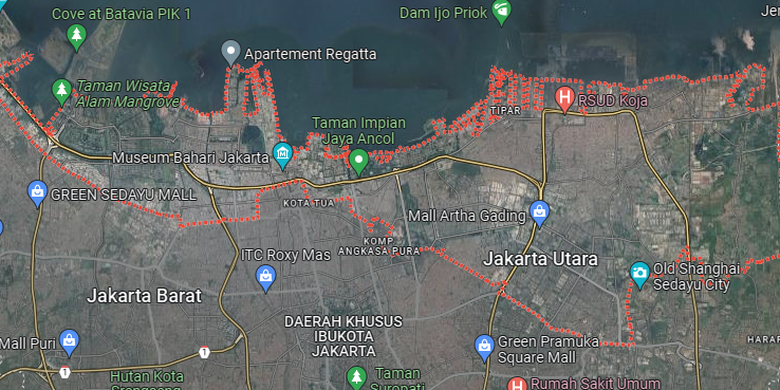 Cove at Batavia PIK 1
Dam Ijo Priok
Jer
Apartement Regatta
Taman Wisata
Alam Mangrove
RSUD Koja
TIPAR
Taman Impian
Jaya Ancol
Museum Bahari Jakarta
GREEN SEDAYU MALL
KOTA TUA
Mall Artha Gading
KOMP.
ANGKASA PURA
ITC Roxy Mas
Jakarta Utara
Old Shanghai
Sedayu City
Jakarta Barat
DAERAH KHUSUS
IBUKOTA
JAKARTA
Mall Puri
1
Green Pramuka
Square Mall
HARAP
1
Hutan Kota
Srengseng
Taman
Suropati
Rumah Sakit Umum